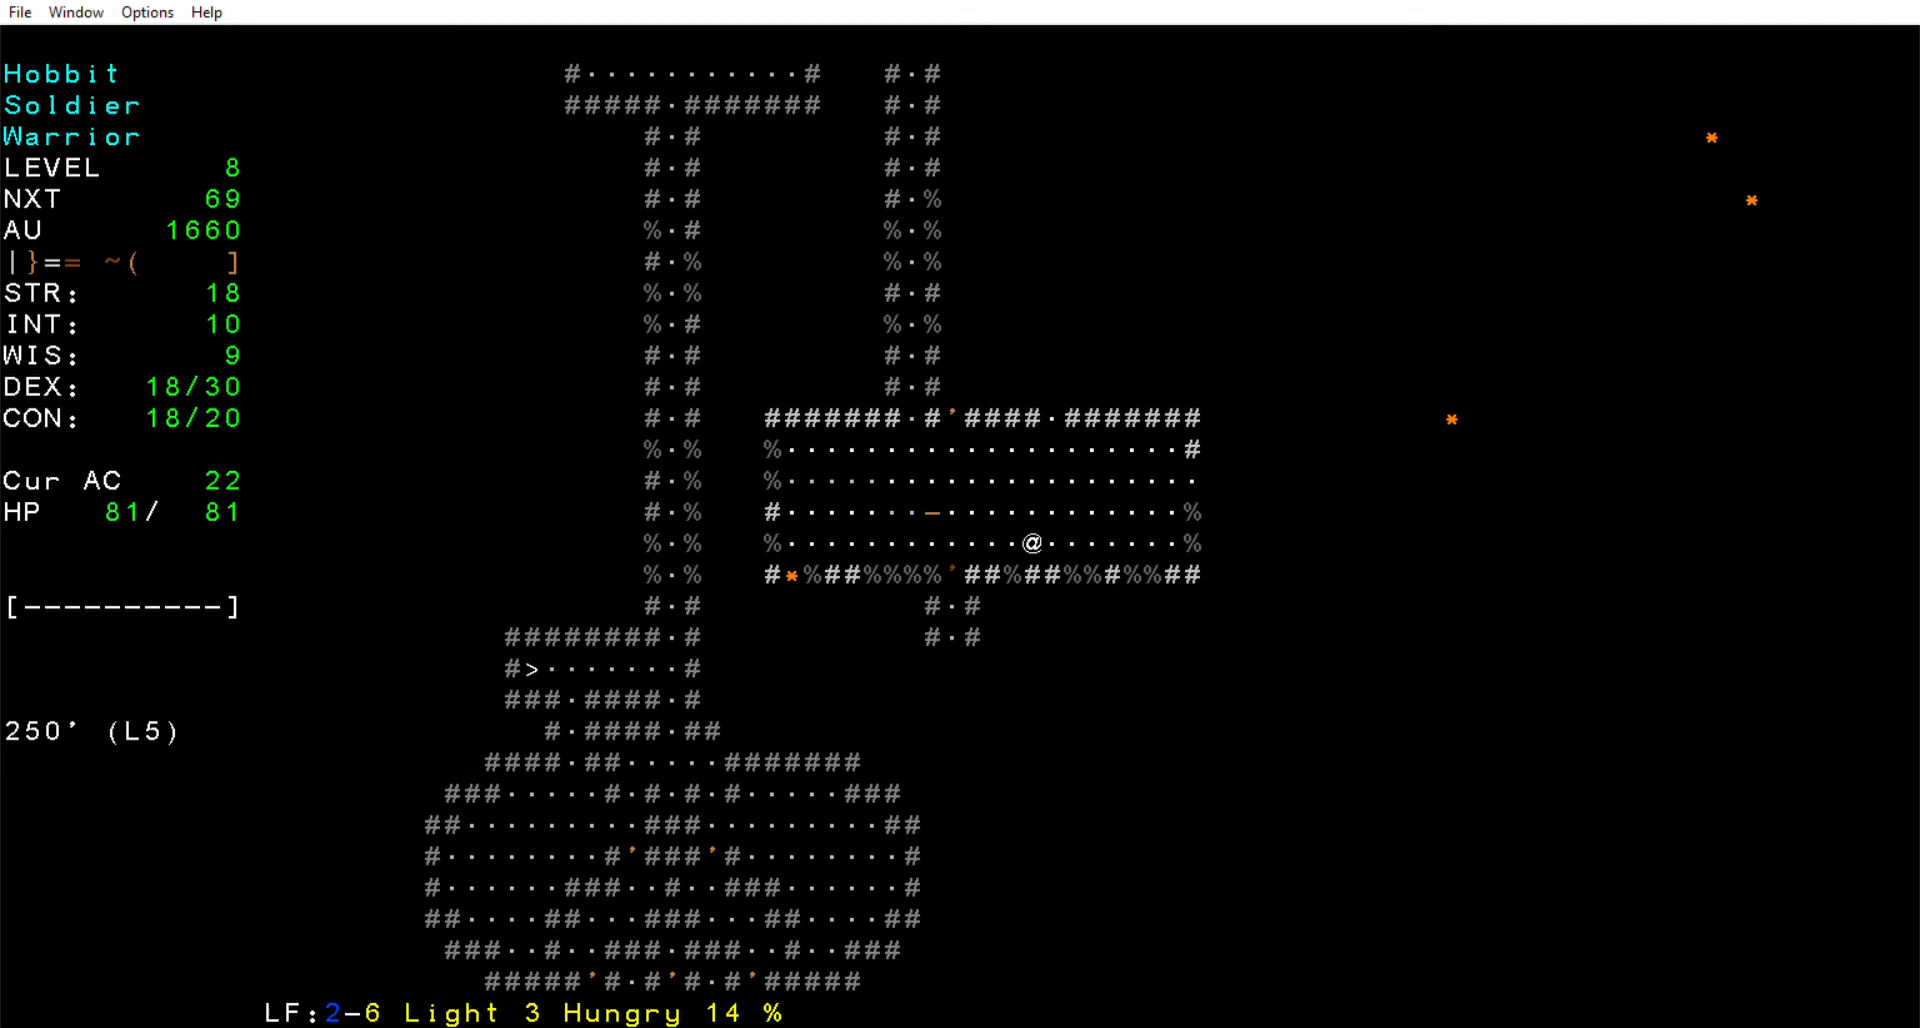 File Window Options Help
Hobbit #...........# #.#
Soldier #####.####### #.#
Warrior #.# #.# *
LEVEL 8 #.# #.#
NXT 69 #.# #.% *
AU 1660 %.# %.%
|}== ~( ] #.% %.%
STR: 18 %.% #.#
INT: 10 %.# %.%
WIS: 9 #.# #.#
DEX: 18/30 #.# #.#
CON: 18/20 #.# #######.#'####.####### *
%.% %....................#
Cur AC 22 #.% %.....................
HP 81/ 81 #.% #......._............%
%.% %............@.......%
%.% #*%##%%%%'##%##%%#%%##
[----------] #.# #.#
########.# #.#
#>.......#
###.####.#
250' (L5) #.####.##
####.##.....#######
###.....#.#.#.#.....###
##.........###.........##
#........#'###'#........#
#......###..#..###......#
##....##...###...##....##
###..#..###.###..#..###
#####'#.#'#.#'#####
LF:2-6 Light 3 Hungry 14 %